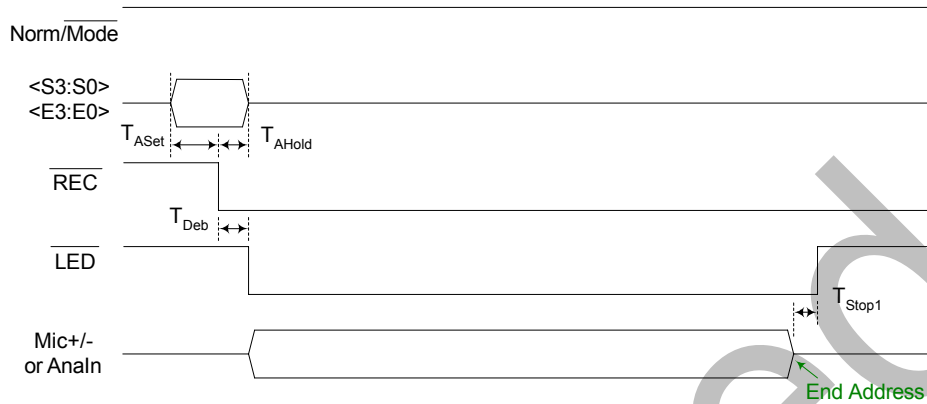 Norm/Mode
<S3:S0>
<E3:E0>
TASet
TAHold
REC
TDeb
LED
TStop1
Mic+/-
or AnaIn
End Address